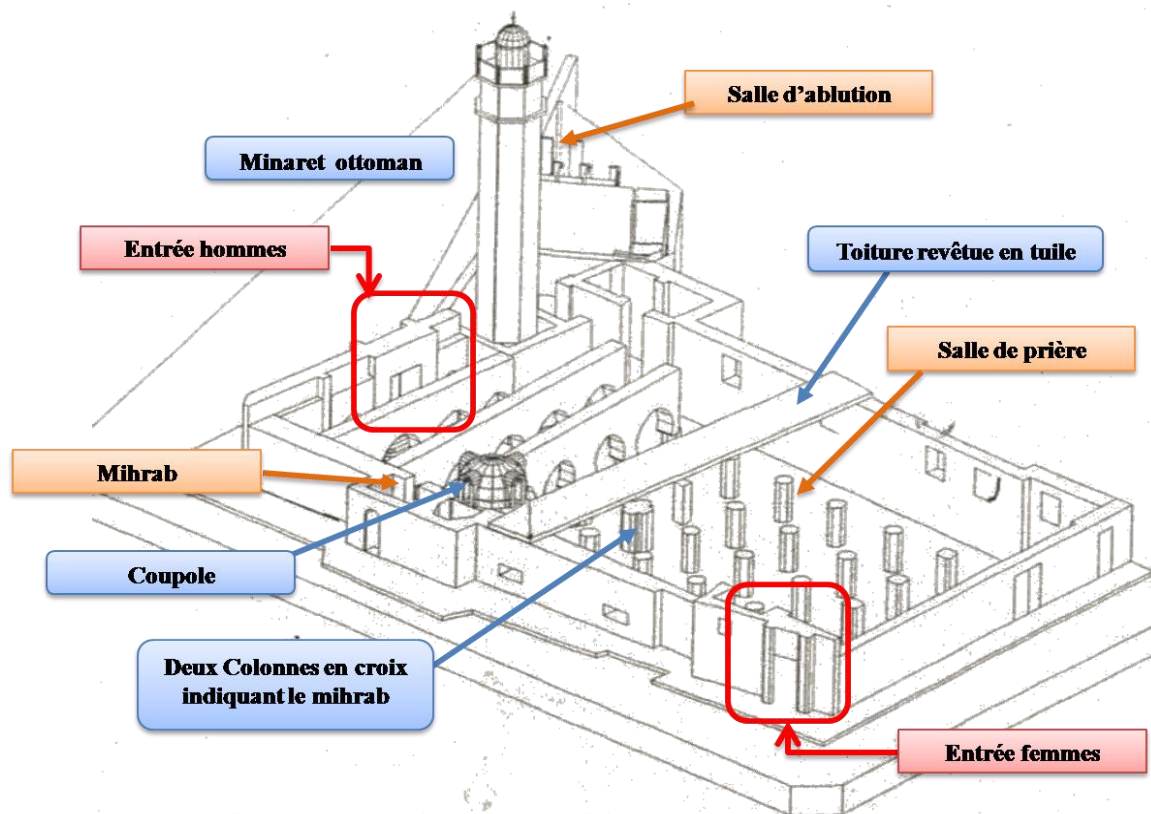 Salle d'ablution
Minaret ottoman
Entrée hommes
Toiture revêtue en tuile
Salle de prière
Mihrab
Coupole
Deux Colonnes en croix
indiquant le mihrab
Entrée femmes